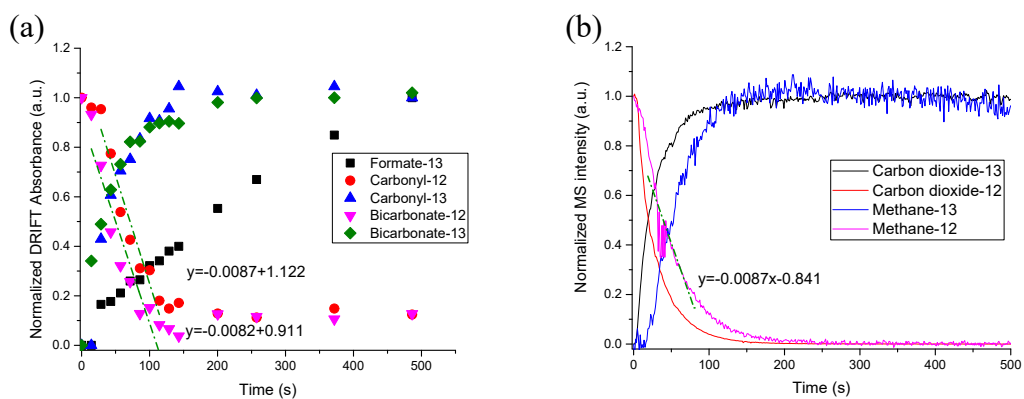 (a)
Normalized DRIFT Absorbance (a.u.)
1.2
1.0
0.8
0.6
0.4
0.2
0.0
Formate-13
Carbonyl-12
Carbonyl-13
Bicarbonate-12
Bicarbonate-13
y=-0.0087+1.122
y=-0.0082+0.911
0 100 200 300 400 500 600
Time (s)
(b)
Normalized MS intensity (a.u.)
1.2
1.0
0.8
0.6
0.4
0.2
0.0
Carbon dioxide-13
Carbon dioxide-12
Methane-13
Methane-12
y=-0.0087x-0.841
0 100 200 300 400 500
Time (s)